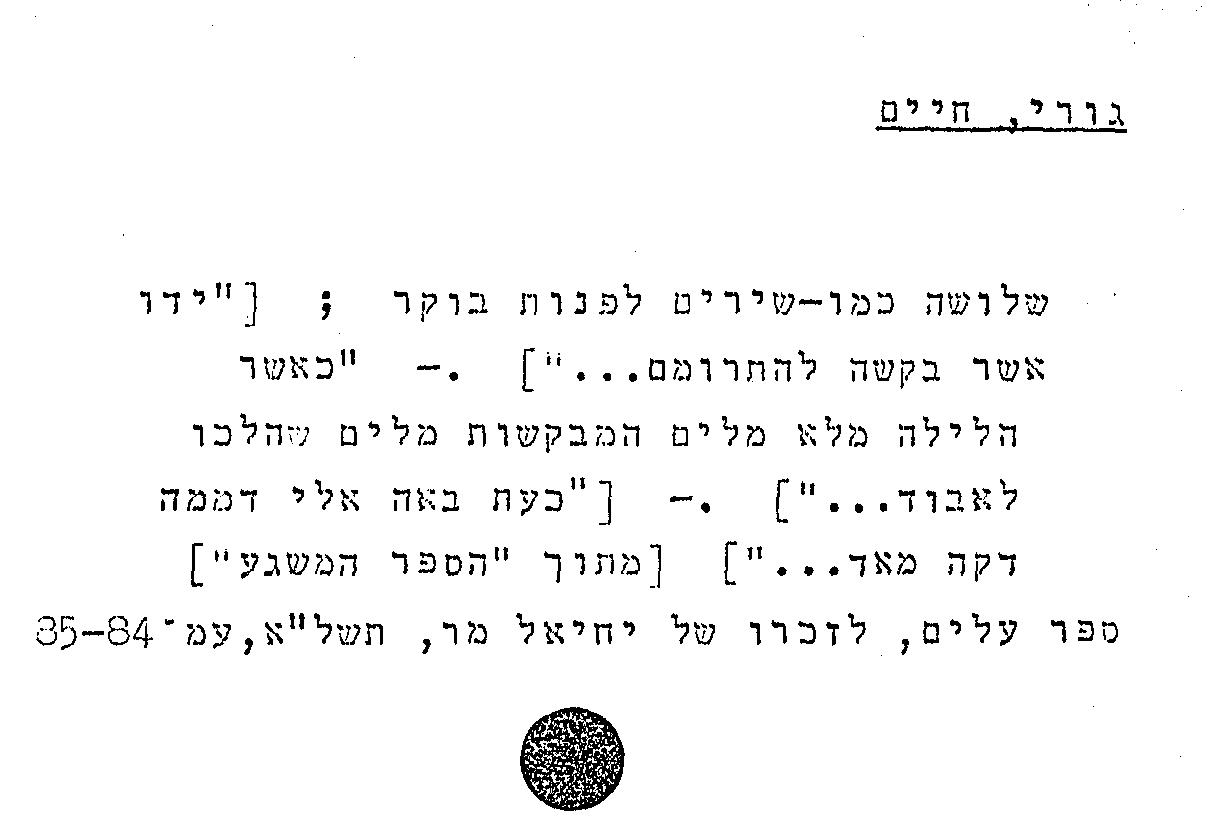 גורי, חיים
שלושה כמו-שירים לפנות בוקר ; ["ידו
אשר בקשה להתרומם..."] .- "כאשר
הלילה מלא מלים המבקשות מלים שהלכו
לאבוד..."] .- ["כעת באה אלי דממה
דקה מאד..."] [מתוך "הספר המשגע"]
ספר עלים, לזכרו של יחיאל מר, תשל"א,עמ' 85-84